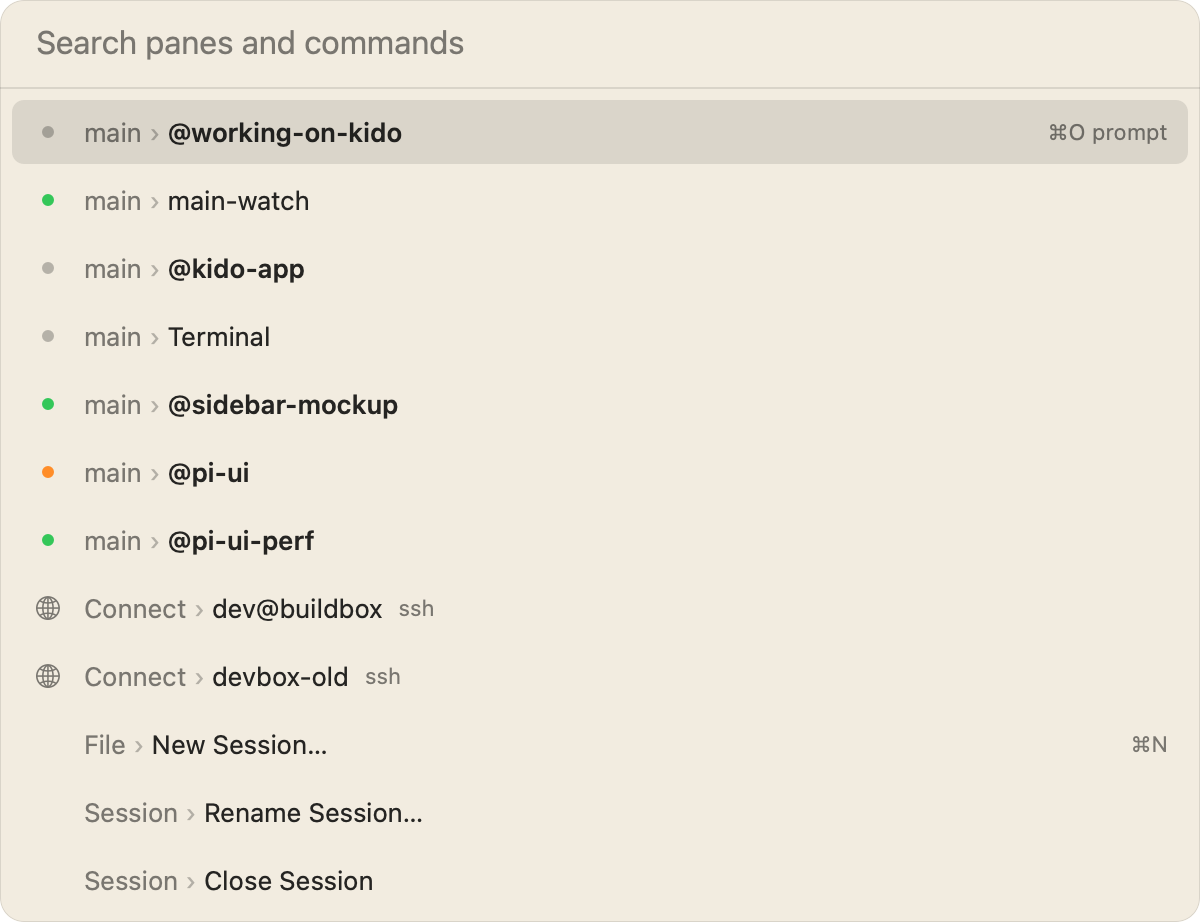 Search panes and commands
main › @working-on-kido ⌘O prompt
main › main-watch
main › @kido-app
main › Terminal
main › @sidebar-mockup
main › @pi-ui
main › @pi-ui-perf
Connect › dev@buildbox ssh
Connect › devbox-old ssh
File › New Session... ⌘N
Session › Rename Session...
Session › Close Session